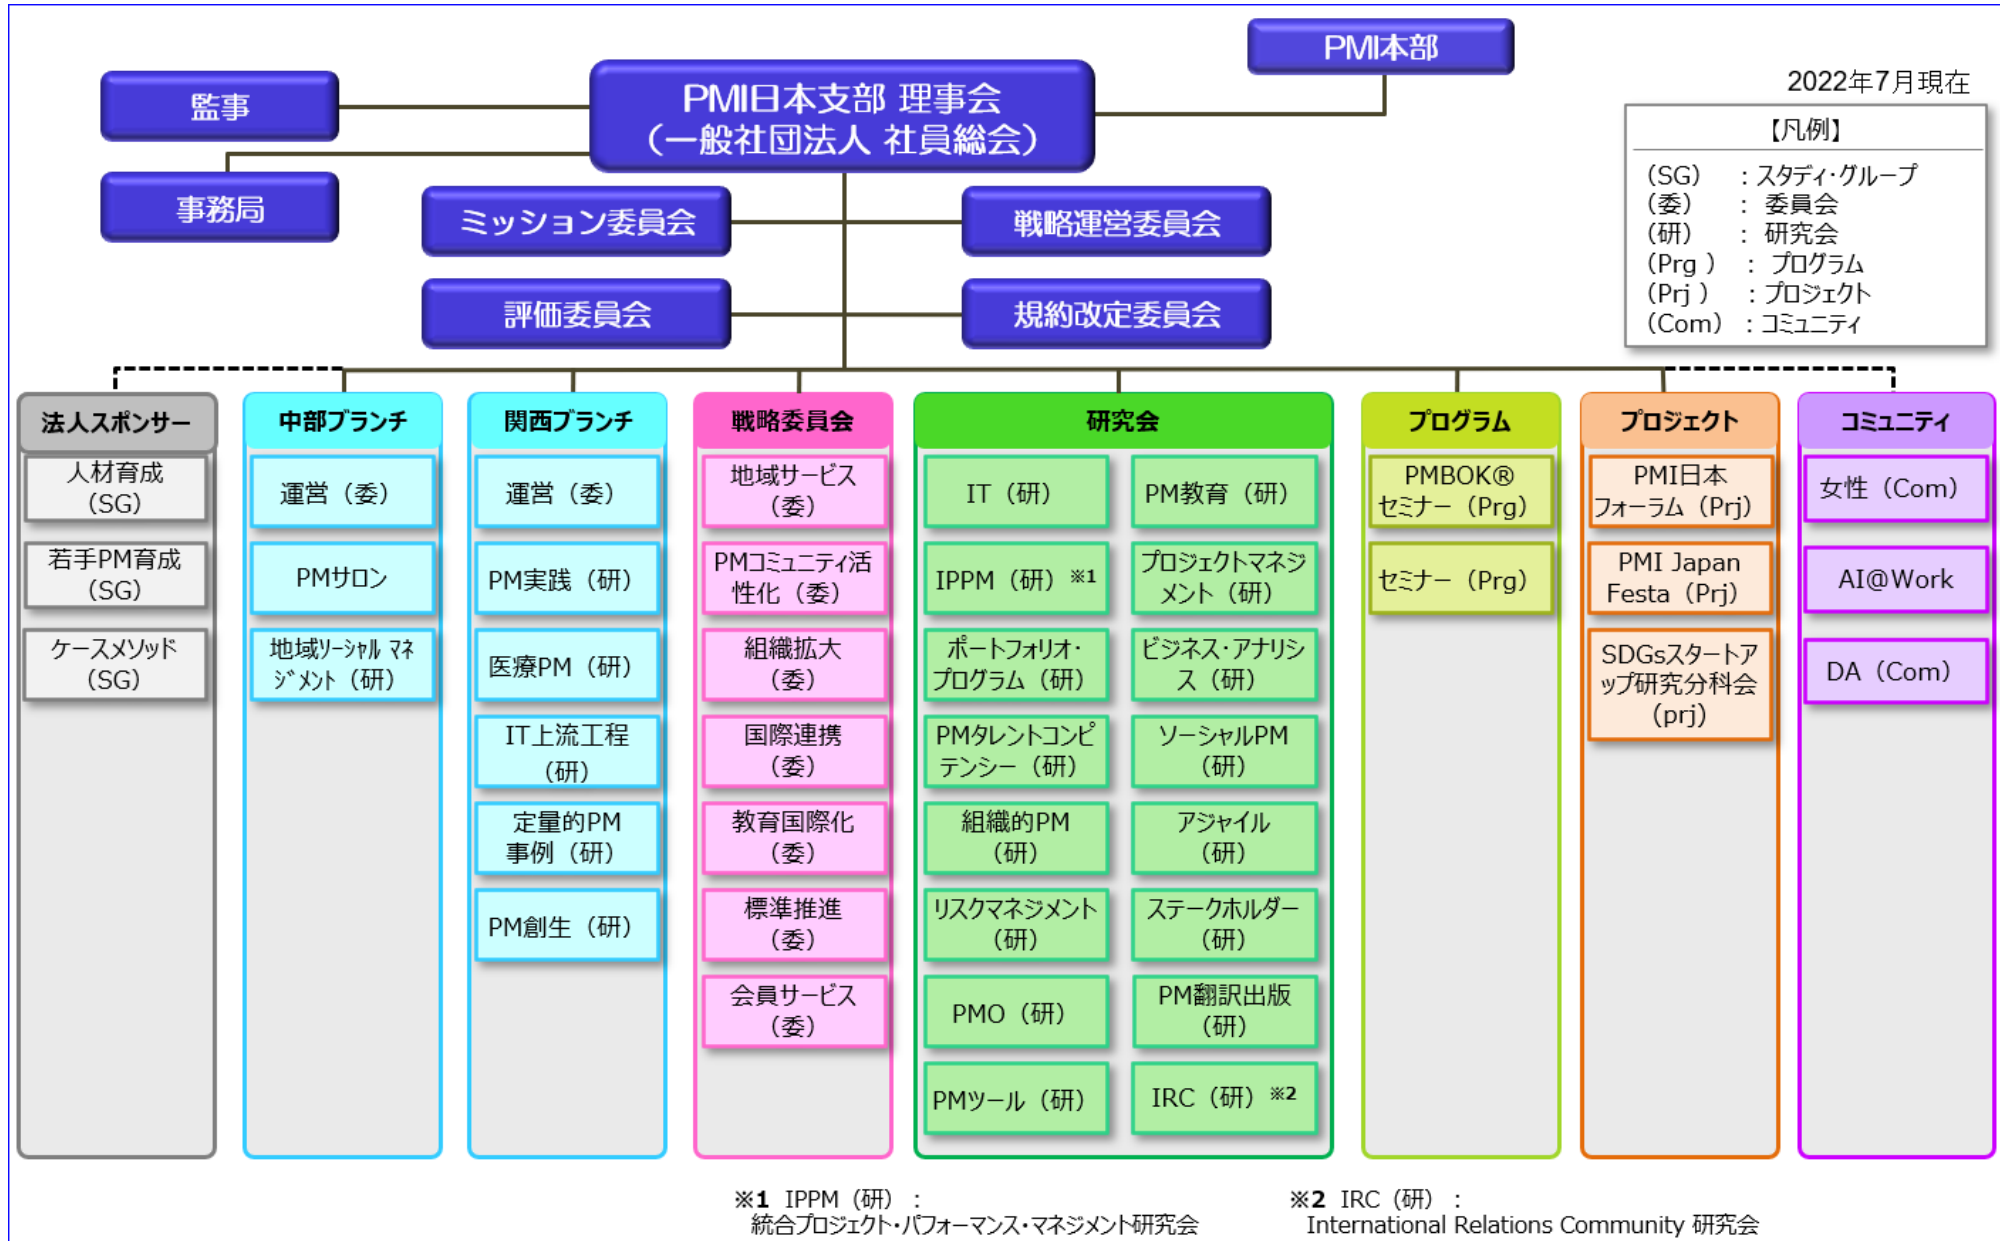 PMI本部
PMI日本支部 理事会
（一般社団法人 社員総会）
監事
事務局
2022年7月現在
【凡例】
（SG） ：スタディ・グループ
（委） ： 委員会
（研） ： 研究会
（Prg ） ： プログラム
（Prj ） ：プロジェクト
（Com）：コミュニティ
ミッション委員会
戦略運営委員会
評価委員会
規約改定委員会
法人スポンサー
人材育成
（SG）
若手PM育成
（SG）
ケースメソッド
（SG）
中部ブランチ
運営（委）
PMサロン
地域ソーシャル マネ
ジメント（研）
関西ブランチ
運営（委）
PM実践（研）
医療PM（研）
IT上流工程
（研）
定量的PM
事例（研）
PM創生（研）
戦略委員会
地域サービス
（委）
PMコミュニティ活
性化（委）
組織拡大
（委）
国際連携
（委）
教育国際化
（委）
標準推進
（委）
会員サービス
（委）
研究会
IT（研）
IPPM（研）※1
ポートフォリオ・
プログラム（研）
PMタレントコンピ
テンシー（研）
組織的PM
（研）
リスクマネジメント
（研）
PMO（研）
PMツール（研）
PM教育（研）
プロジェクトマネジ
メント（研）
ビジネス・アナリシ
ス（研）
ソーシャルPM
（研）
アジャイル
（研）
ステークホルダー
（研）
PM翻訳出版
（研）
IRC（研）※2
プログラム
PMBOK®
セミナー（Prg）
セミナー（Prg）
プロジェクト
PMI日本
フォーラム（Prj）
PMI Japan
Festa（Prj）
SDGsスタートア
ップ研究分科会
（prj）
コミュニティ
女性（Com）
AI@Work
DA（Com）
※1 IPPM（研）：
統合プロジェクト・パフォーマンス・マネジメント研究会
※2 IRC（研）：
International Relations Community 研究会